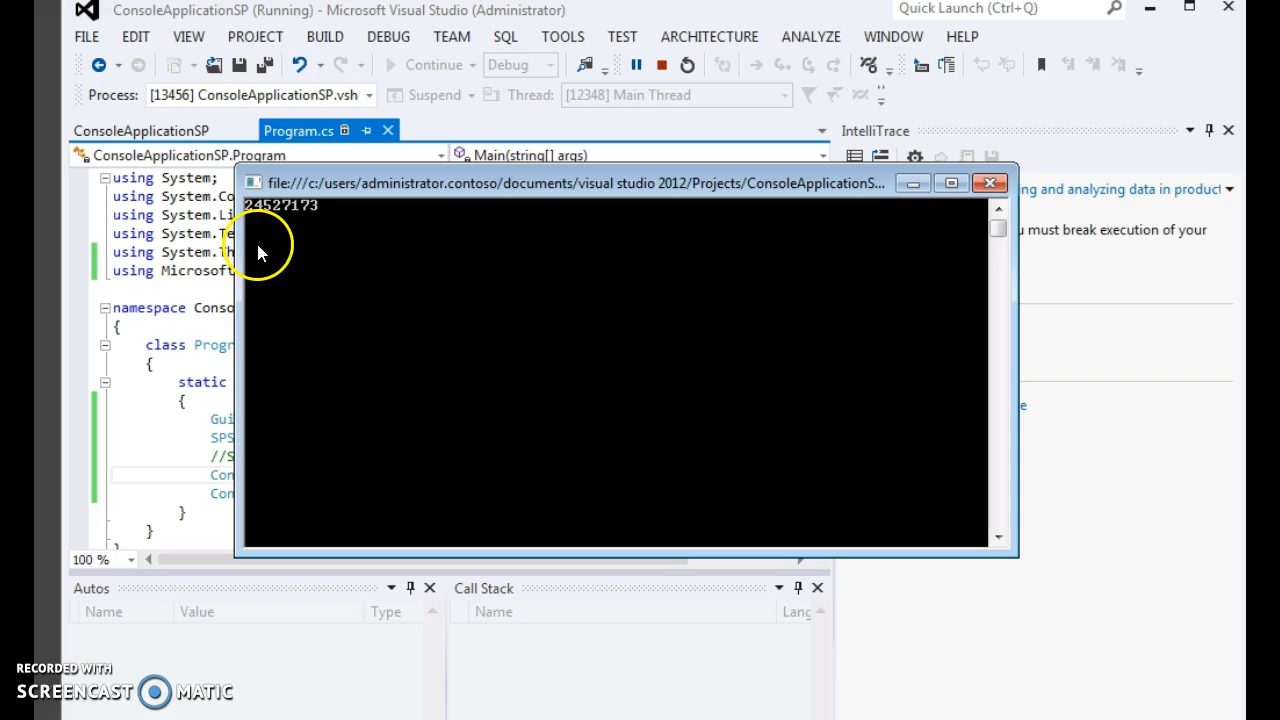 ConsoleApplicationSP (Running) - Microsoft Visual Studio (Administrator)
Quick Launch (Ctrl+Q)
FILE EDIT VIEW PROJECT BUILD DEBUG TEAM SQL TOOLS TEST ARCHITECTURE ANALYZE WINDOW HELP
Continue Debug
Process: [13456] ConsoleApplicationSP.vsh Suspend Thread: [12348] Main Thread
ConsoleApplicationSP Program.cs IntelliTrace
ConsoleApplicationSP.Program Main(string[] args)
file:///c:/users/administrator.contoso/documents/visual studio 2012/Projects/ConsoleApplicationS...
24527173
using System;
using System.Co
using System.Li
using System.Te
using System.Th
using Microsoft
namespace Conso
{
class Progr
{
static
{
Gui
SPS
//S
Con
Con
}
}
ing and analyzing data in product
u must break execution of your
e
100 %
Autos Call Stack
Name Value Type Name Lang
RECORDED WITH
SCREENCAST MATIC